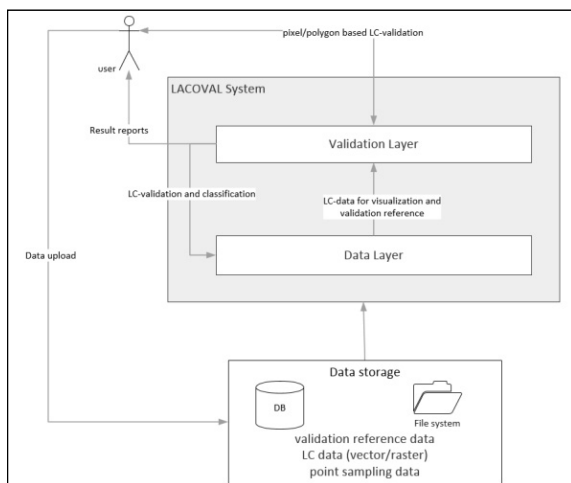 pixel/polygon based LC-validation
user
LACOVAL System
Result reports
Validation Layer
LC-validation and classification
LC-data for visualization and
validation reference
Data upload
Data Layer
Data storage
DB
File system
validation reference data
LC data (vector/raster)
point sampling data